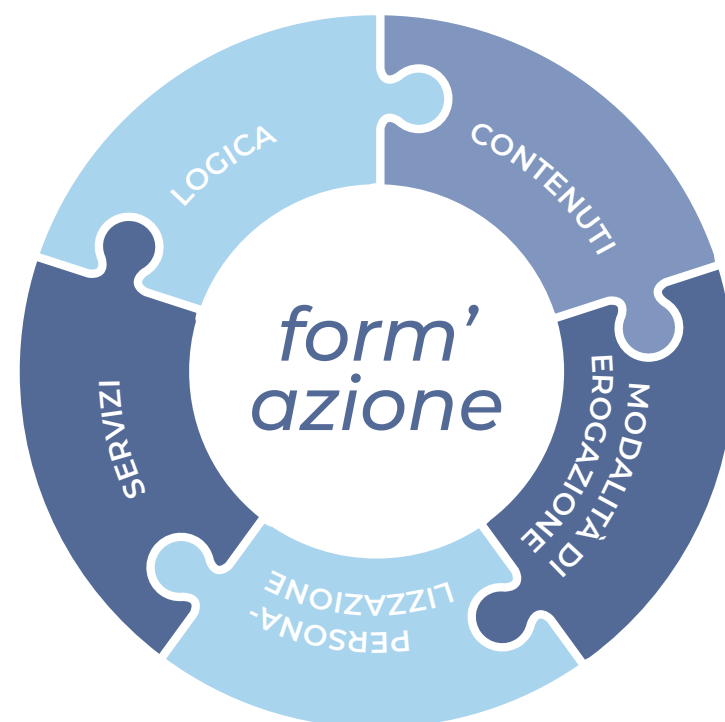 form’
azione
LOGICA
CONTENUTI
MODALITÀ DI
EROGAZIONE
PERSONA-
LIZZAZIONE
SERVIZI